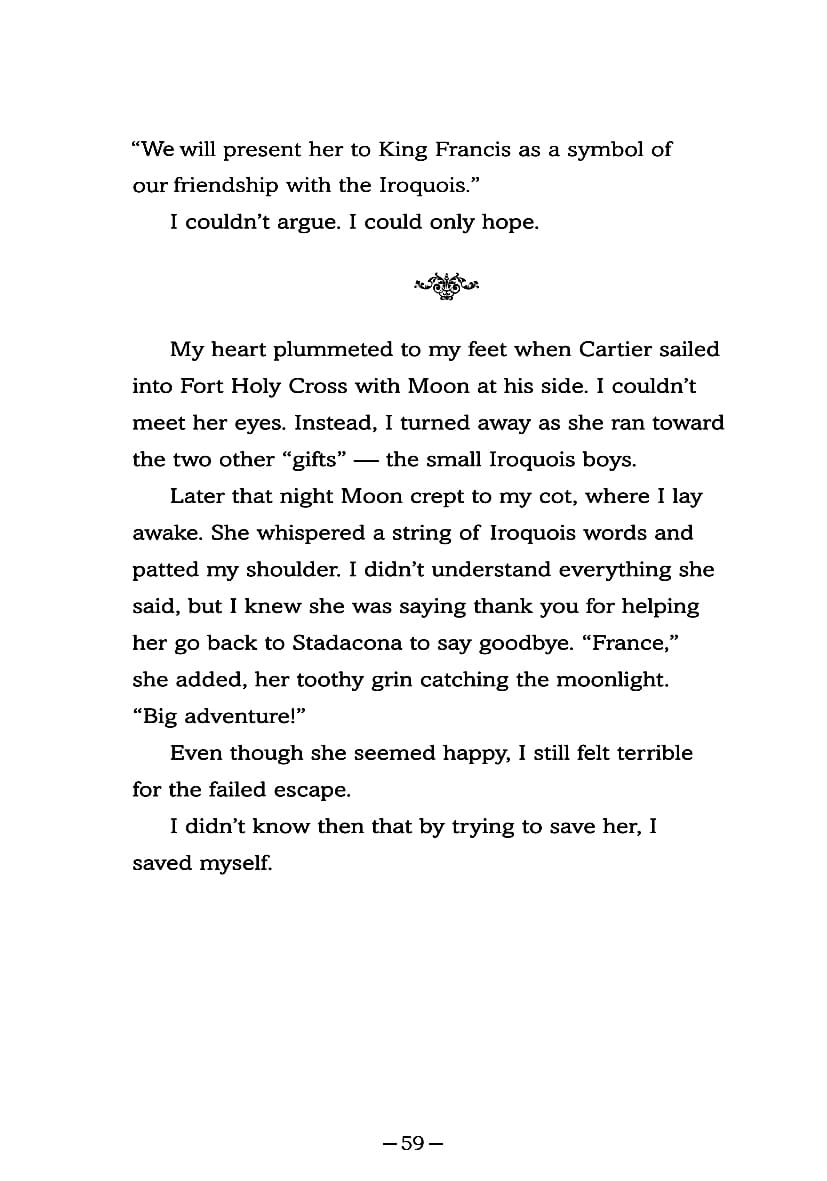 “We will present her to King Francis as a symbol of
our friendship with the Iroquois.”
I couldn’t argue. I could only hope.
My heart plummeted to my feet when Cartier sailed
into Fort Holy Cross with Moon at his side. I couldn’t
meet her eyes. Instead, I turned away as she ran toward
the two other “gifts” — the small Iroquois boys.
Later that night Moon crept to my cot, where I lay
awake. She whispered a string of Iroquois words and
patted my shoulder. I didn’t understand everything she
said, but I knew she was saying thank you for helping
her go back to Stadacona to say goodbye. “France,”
she added, her toothy grin catching the moonlight.
“Big adventure!”
Even though she seemed happy, I still felt terrible
for the failed escape.
I didn’t know then that by trying to save her, I
saved myself.
— 59 —